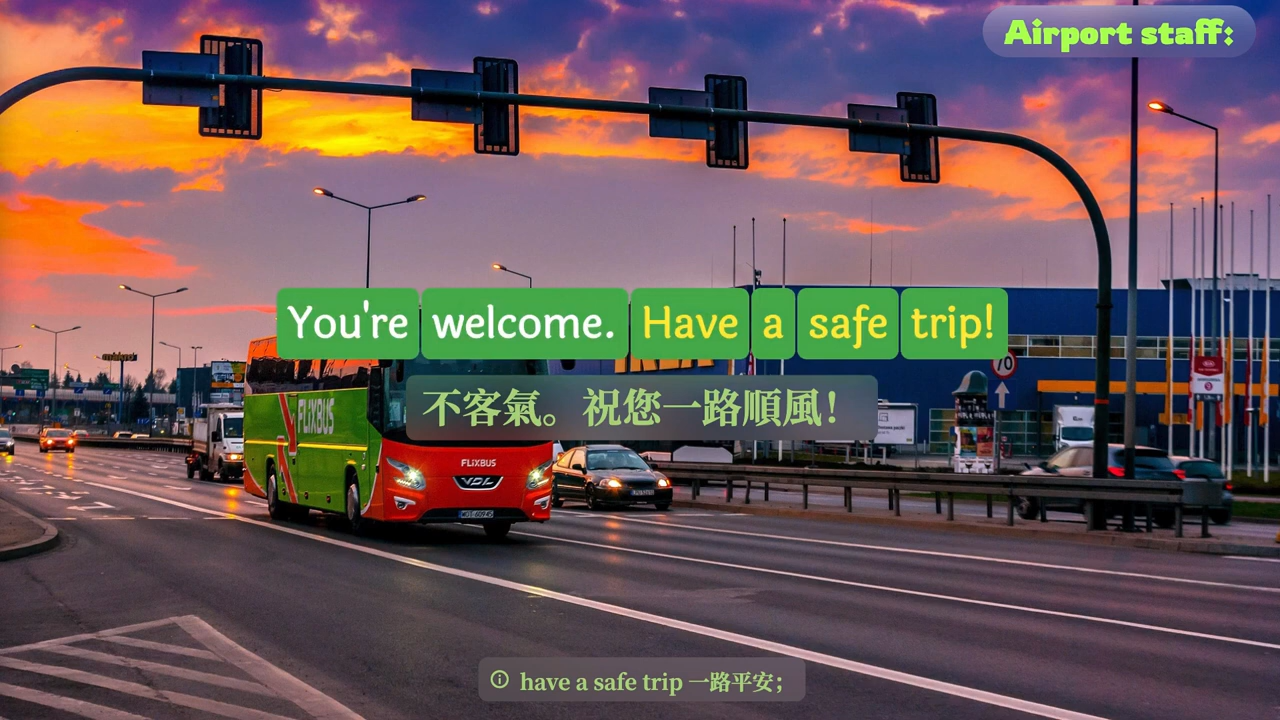 Airport staff:
You're welcome. Have a safe trip!
不客氣。祝您一路順風!
FLiXBUS
FLiXBUS
VDL
70
have a safe trip 一路平安;